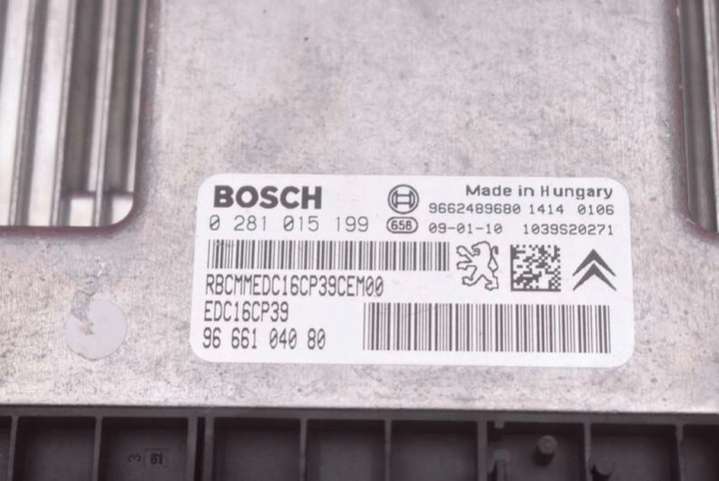 BOSCH
Made in Hungary
9662489680 1414 0106
0 281 015 199 658 09-01-10 1039S20271
RBCMMEDC16CP39CEM00
EDC16CP39
96 661 040 80